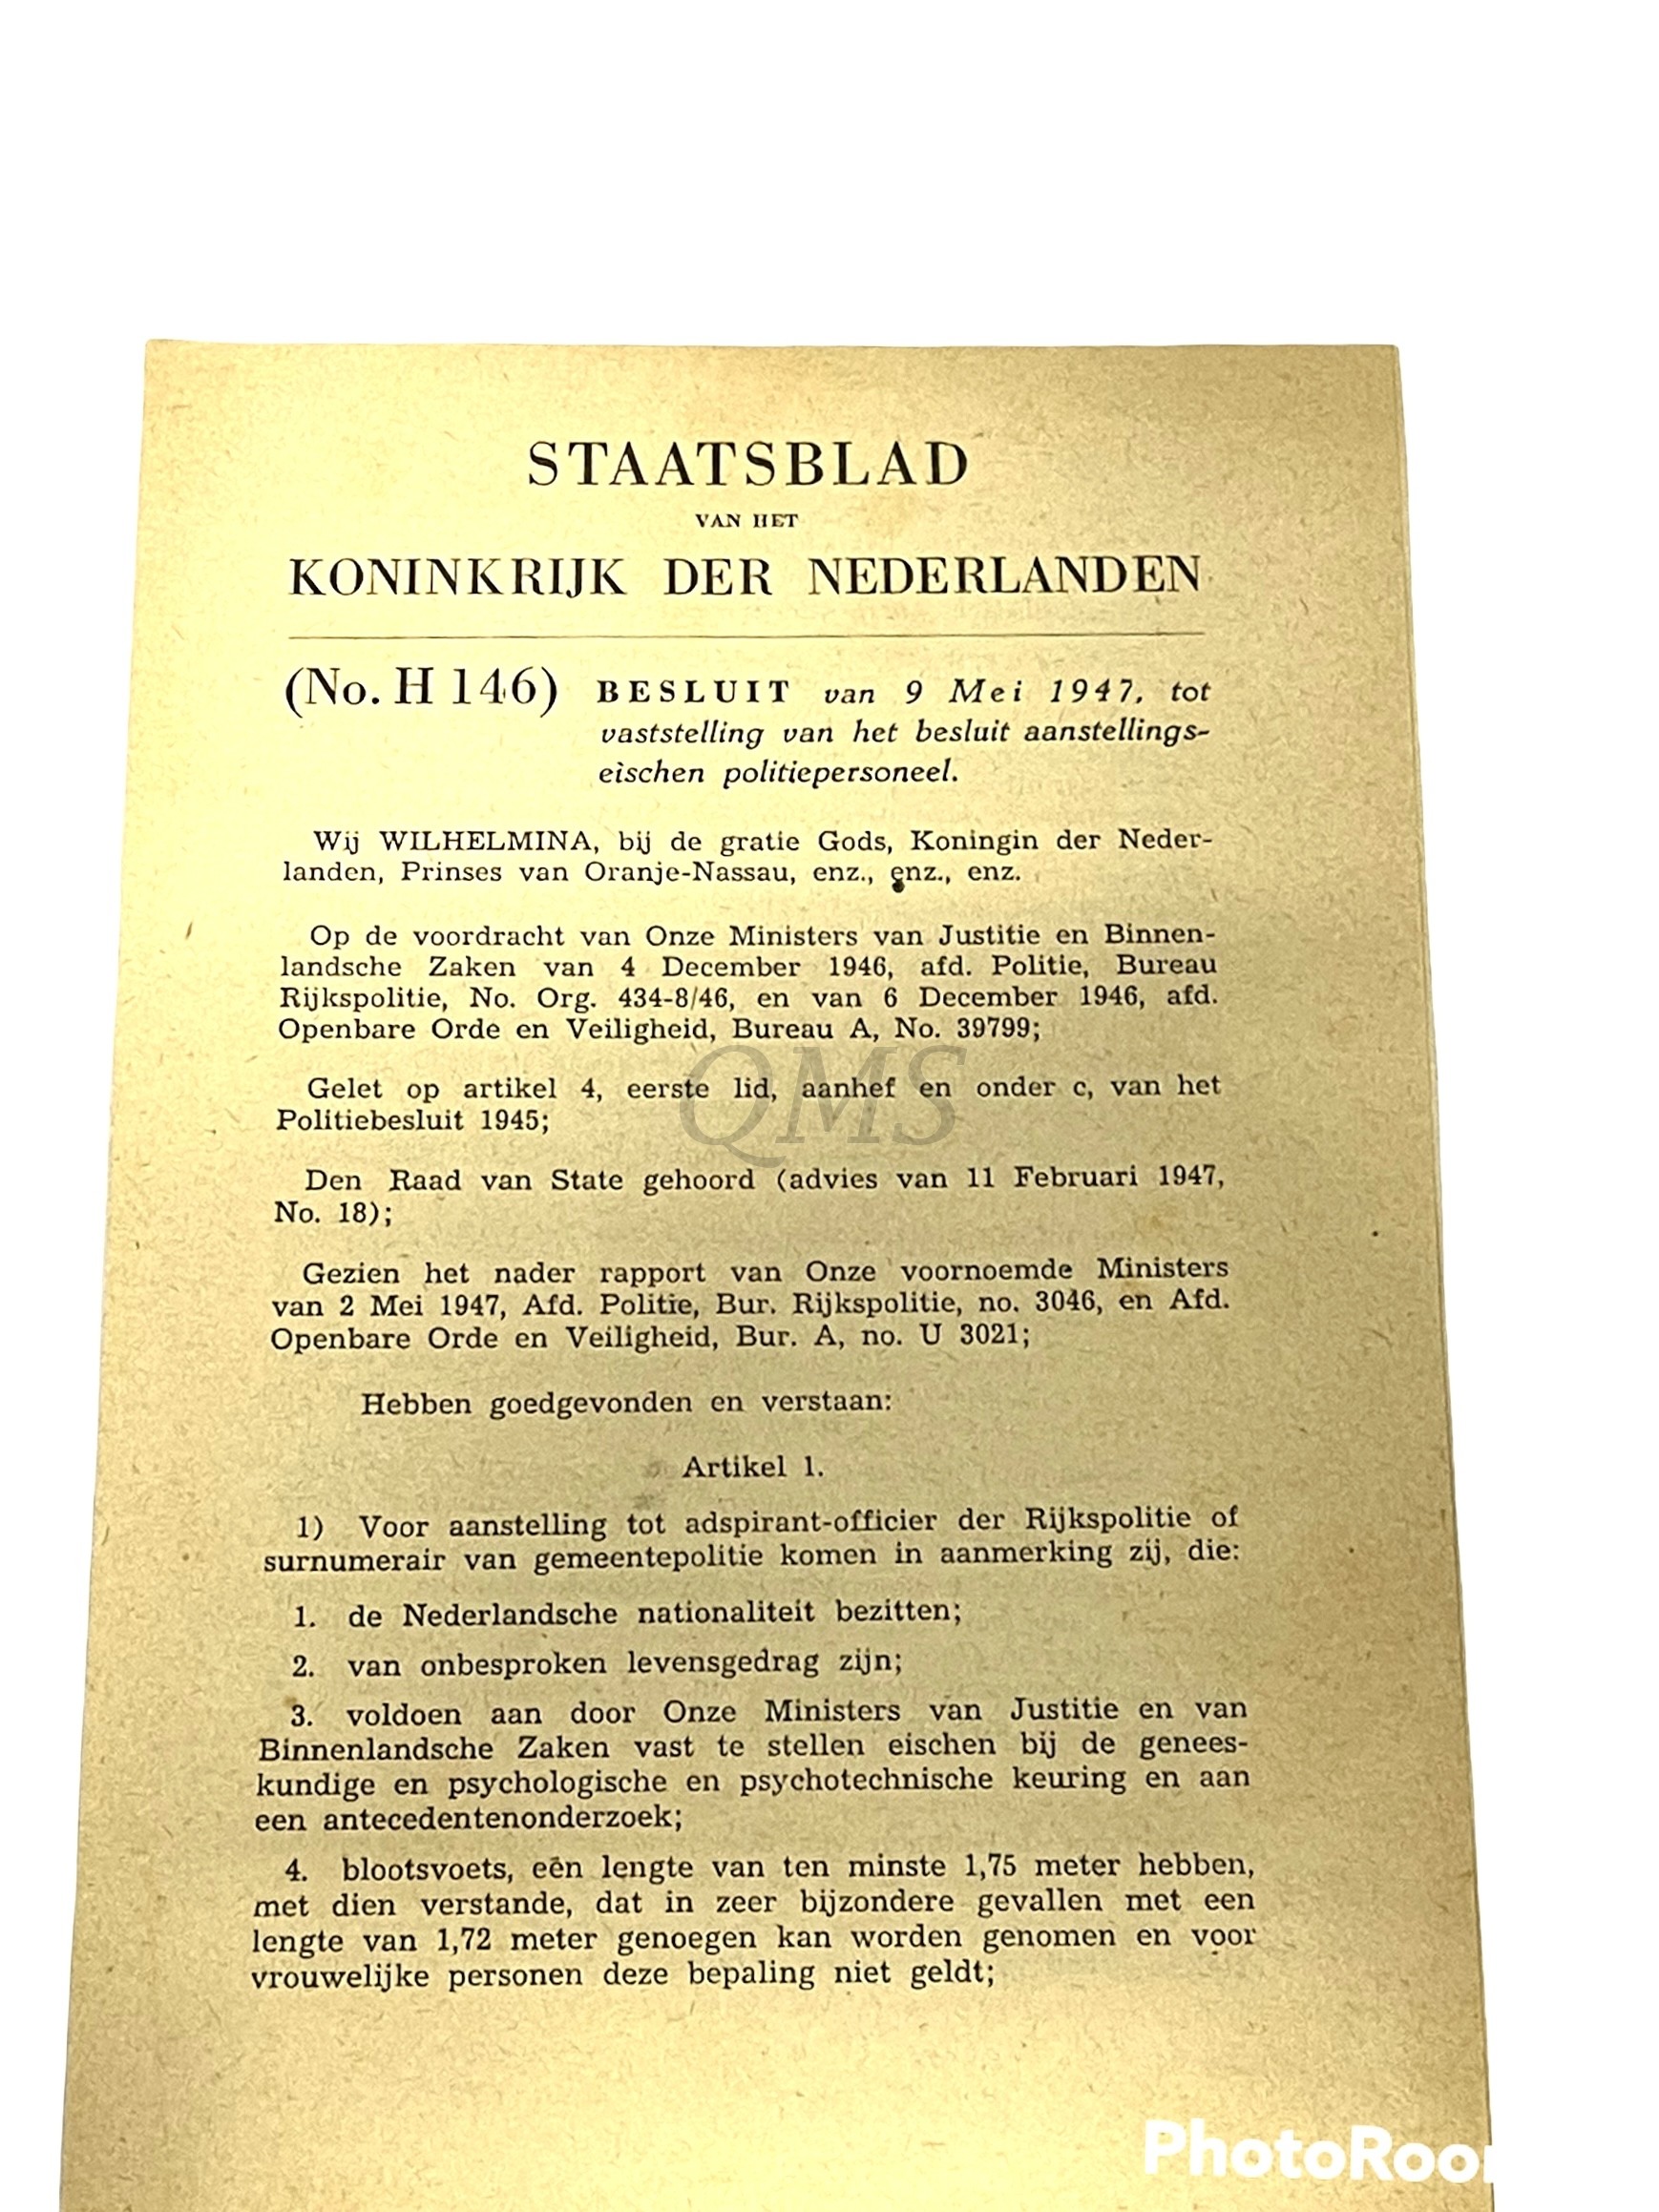 STAATSBLAD
VAN HET
KONINKRIJK DER NEDERLANDEN
(No. H 146) BESLUIT van 9 Mei 1947, tot
vaststelling van het besluit aanstellings-
eischen politiepersoneel.
Wij WILHELMINA, bij de gratie Gods, Koningin der Neder-
landen, Prinses van Oranje-Nassau, enz., enz., enz.
Op de voordracht van Onze Ministers van Justitie en Binnen-
landsche Zaken van 4 December 1946, afd. Politie, Bureau
Rijkspolitie, No. Org. 434-8/46, en van 6 December 1946, afd.
Openbare Orde en Veiligheid, Bureau A, No. 39799;
QMS
Gelet op artikel 4, eerste lid, aanhef en onder c, van het
Politiebesluit 1945;
Den Raad van State gehoord (advies van 11 Februari 1947,
No. 18);
Gezien het nader rapport van Onze voornoemde Ministers
van 2 Mei 1947, Afd. Politie, Bur. Rijkspolitie, no. 3046, en Afd.
Openbare Orde en Veiligheid, Bur. A, no. U 3021;
Hebben goedgevonden en verstaan:
Artikel 1.
1) Voor aanstelling tot adspirant-officier der Rijkspolitie of
surnumerair van gemeentepolitie komen in aanmerking zij, die:
1. de Nederlandsche nationaliteit bezitten;
2. van onbesproken levensgedrag zijn;
3. voldoen aan door Onze Ministers van Justitie en van
Binnenlandsche Zaken vast te stellen eischen bij de genees-
kundige en psychologische en psychotechnische keuring en aan
een antecedentenonderzoek;
4. blootsvoets, een lengte van ten minste 1,75 meter hebben,
met dien verstande, dat in zeer bijzondere gevallen met een
lengte van 1,72 meter genoegen kan worden genomen en voor
vrouwelijke personen deze bepaling niet geldt;
PhotoRoom